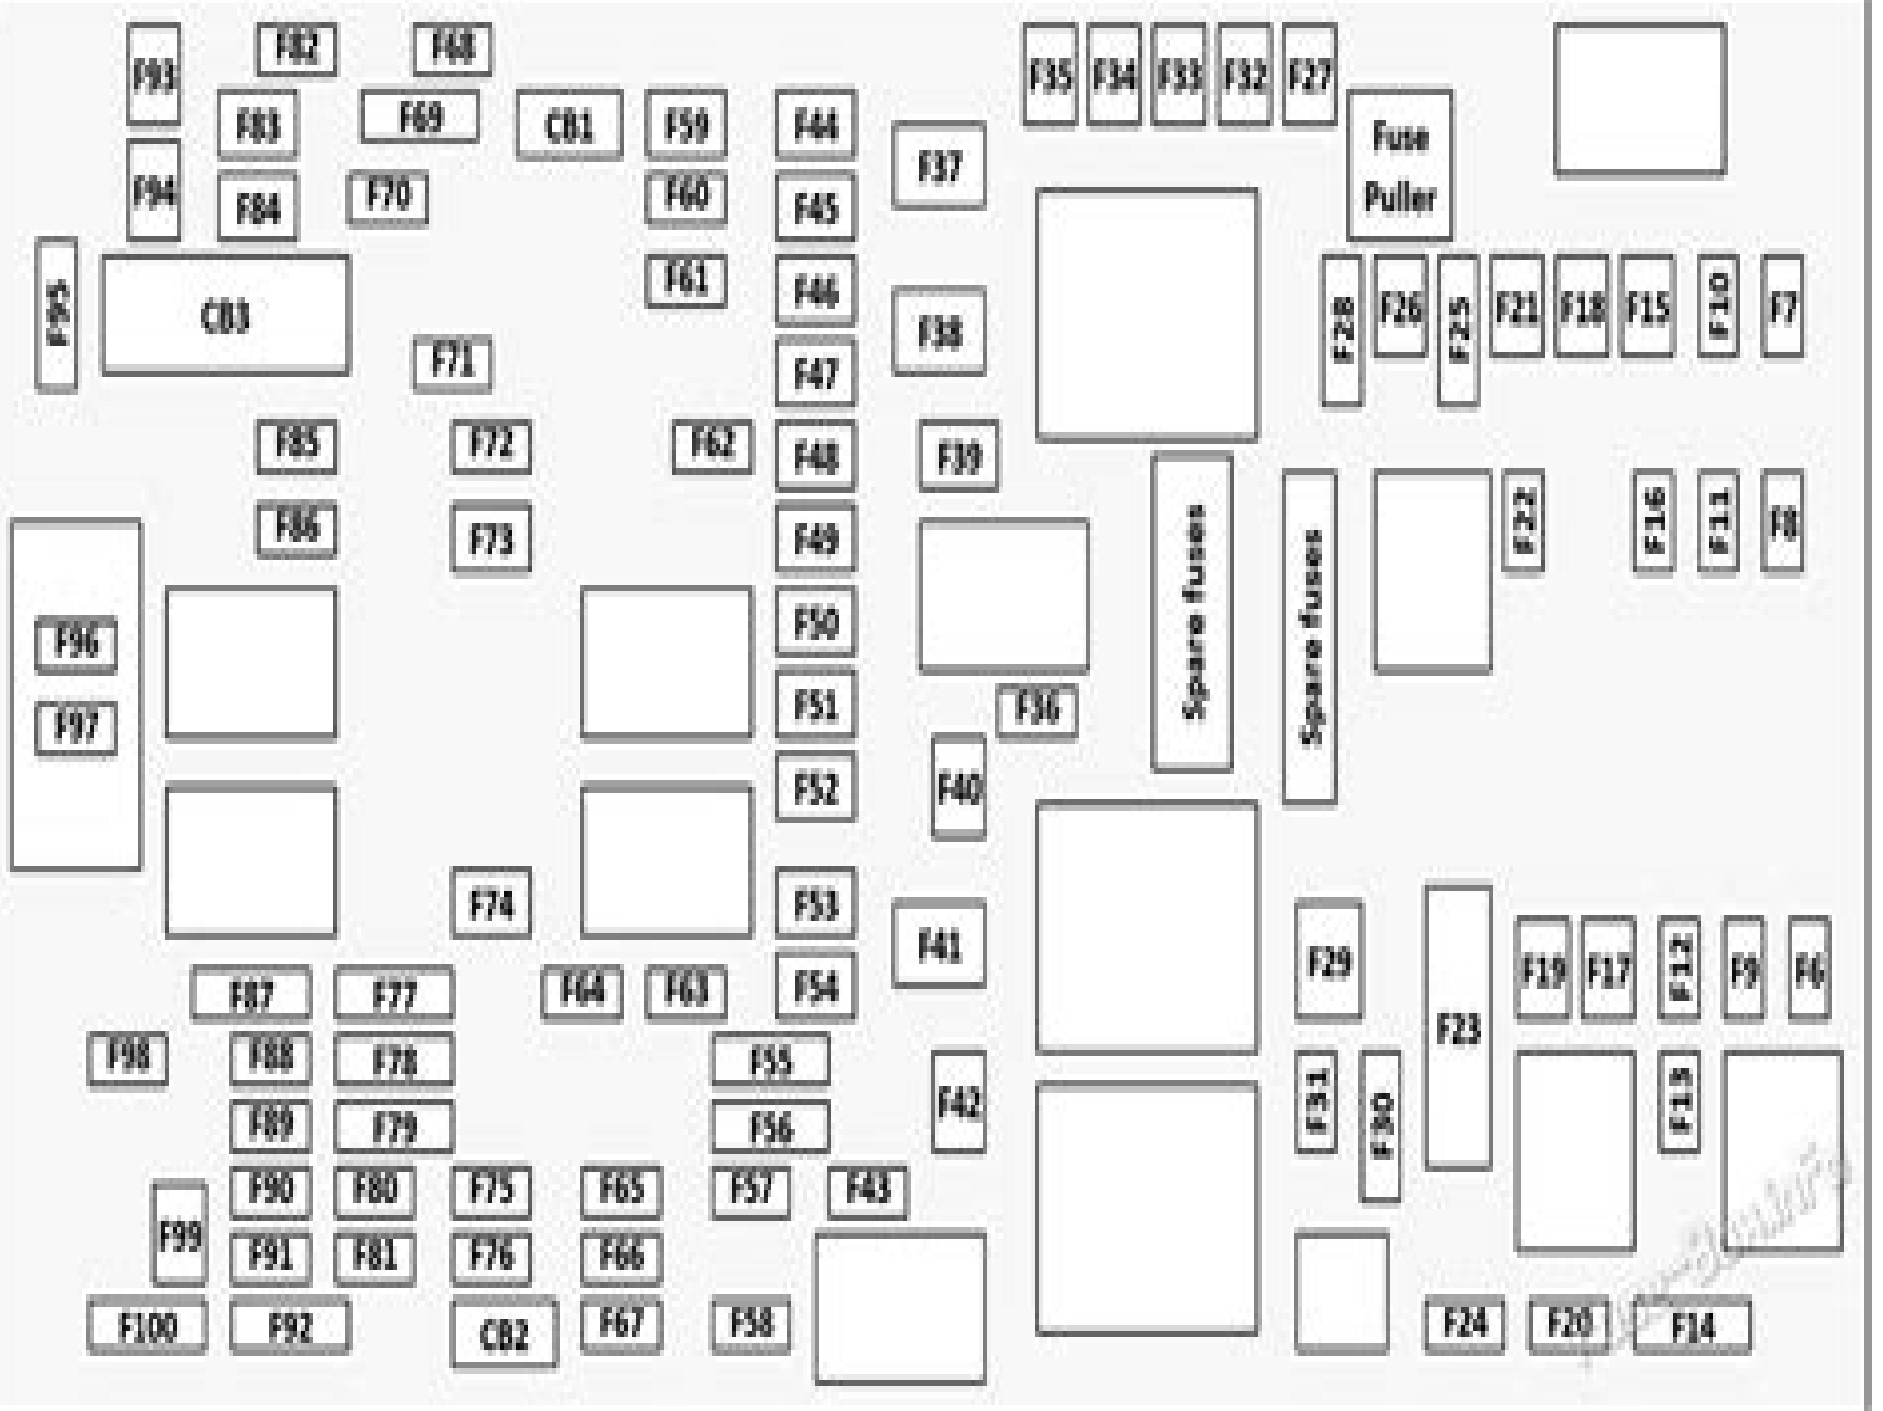 F93 F82 F68 F35 F34 F33 F32 F27
F83 F69 CB1 F59 F44 F37 Fuse
Puller
F94 F84 F70 F60 F45
F95 CB3 F61 F46 F38 F28 F26 F25 F21 F18 F15 F10 F7
F71 F47
F85 F72 F62 F48 F39
F86 F73 F49 F22 F16 F11 F8
Spare fuses
Spare fuses
F96 F50
F97 F51 F36
F52 F40
F74 F53 F41 F29 F19 F17 F12 F9 F6
F87 F77 F64 F63 F54
F23
F98 F88 F78 F55
F89 F79 F56 F42 F31 F30 F13
F90 F80 F75 F65 F57 F43
F99 F91 F81 F76 F66
F100 F92 CB2 F67 F58 F24 F20 F14